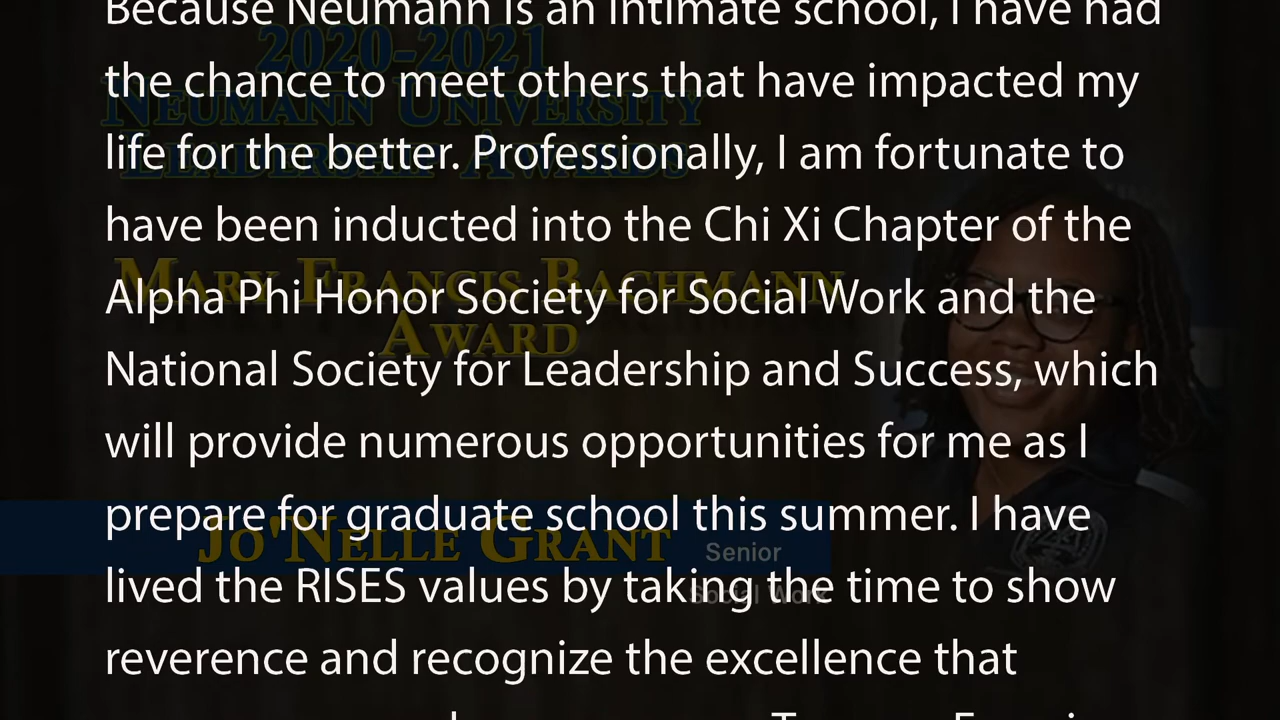 Because Neumann is an intimate school, I have had
the chance to meet others that have impacted my
life for the better. Professionally, I am fortunate to
have been inducted into the Chi Xi Chapter of the
Alpha Phi Honor Society for Social Work and the
National Society for Leadership and Success, which
will provide numerous opportunities for me as I
prepare for graduate school this summer. I have
lived the RISES values by taking the time to show
reverence and recognize the excellence that
2020-2021
Neumann University
Leadership Awards
Mary Francis Bachmann
Award
Jo'Nelle Grant
Senior
Social Work